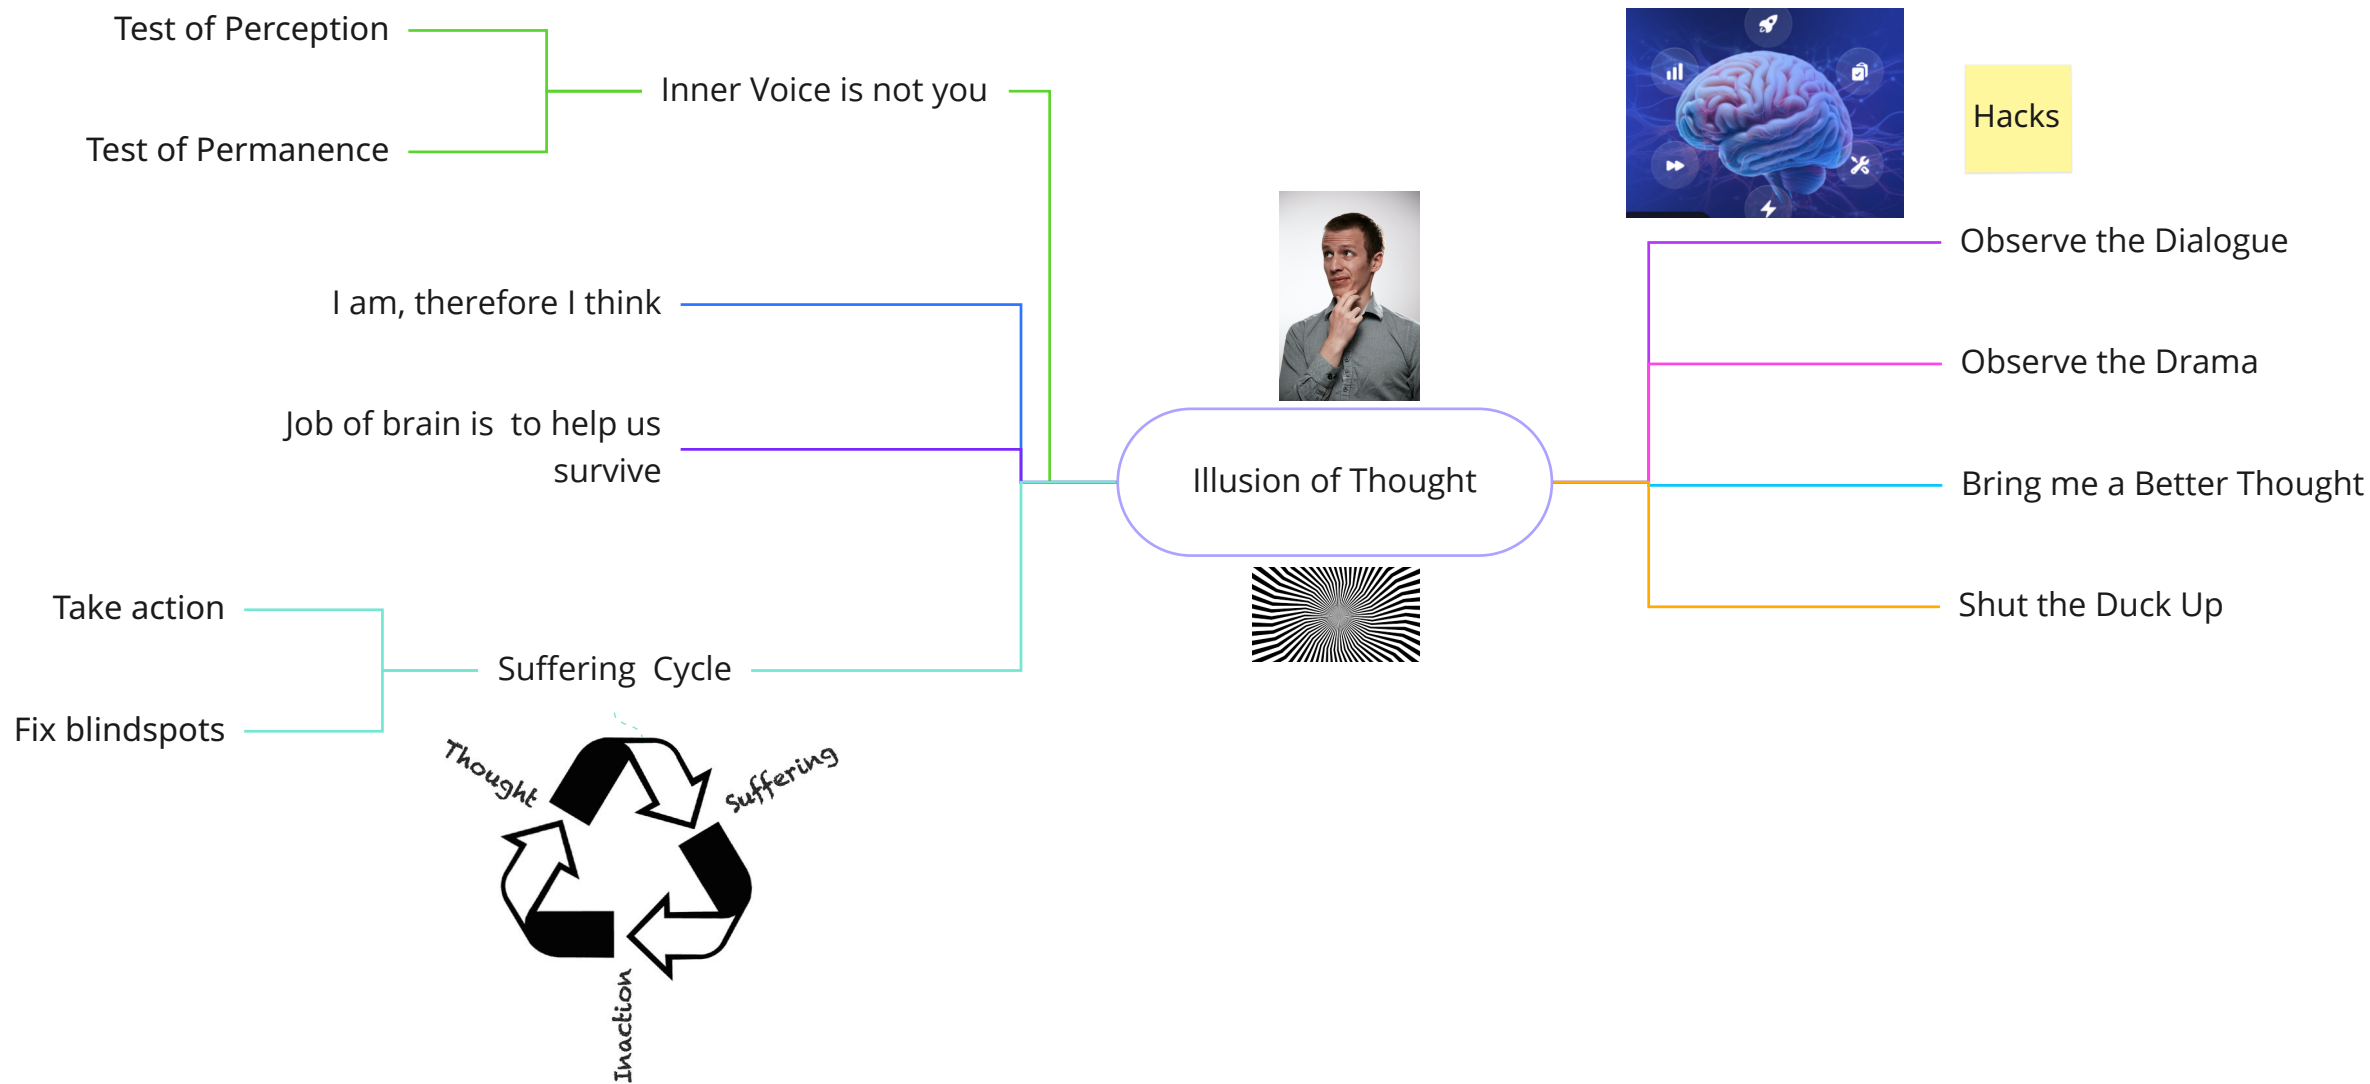 Test of Perception
Test of Permanence
Inner Voice is not you
I am, therefore I think
Job of brain is  to help us
survive
Take action
Fix blindspots
Suffering  Cycle
Thought
Suffering
Inaction
Illusion of Thought
Hacks
Observe the Dialogue
Observe the Drama
Bring me a Better Thought
Shut the Duck Up